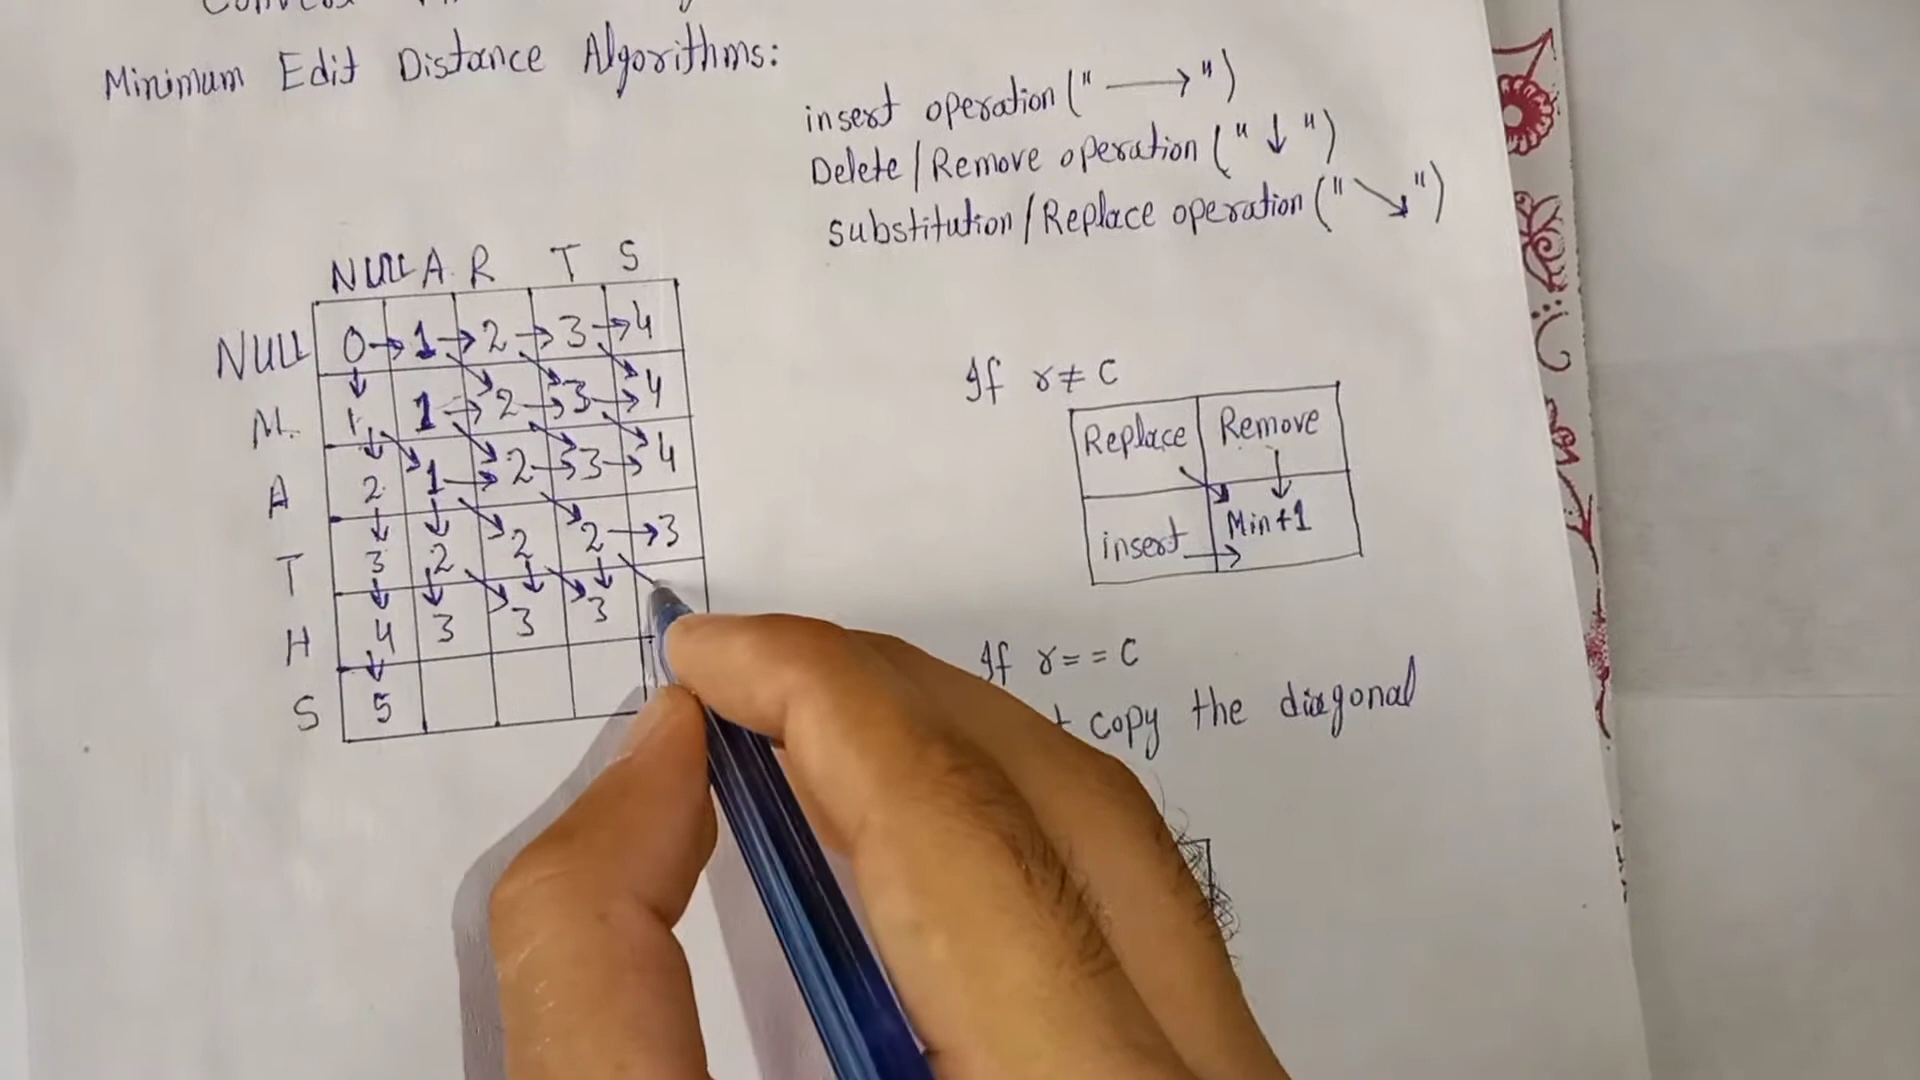 Minimum Edit Distance Algorithms:
insert operation (" → ")
Delete / Remove operation (" ↓ ")
substitution / Replace operation (" ↘ ")
NULL A R T S
NULL 0 → 1 → 2 → 3 → 4
M 1 1 → 2 → 3 → 4
A 2 1 → 2 → 3 → 4
T 3 2 2 2 → 3
H 4 3 3 3
S 5
If r ≠ C
Replace Remove
insert → Min+1
If r == C
copy the diagonal